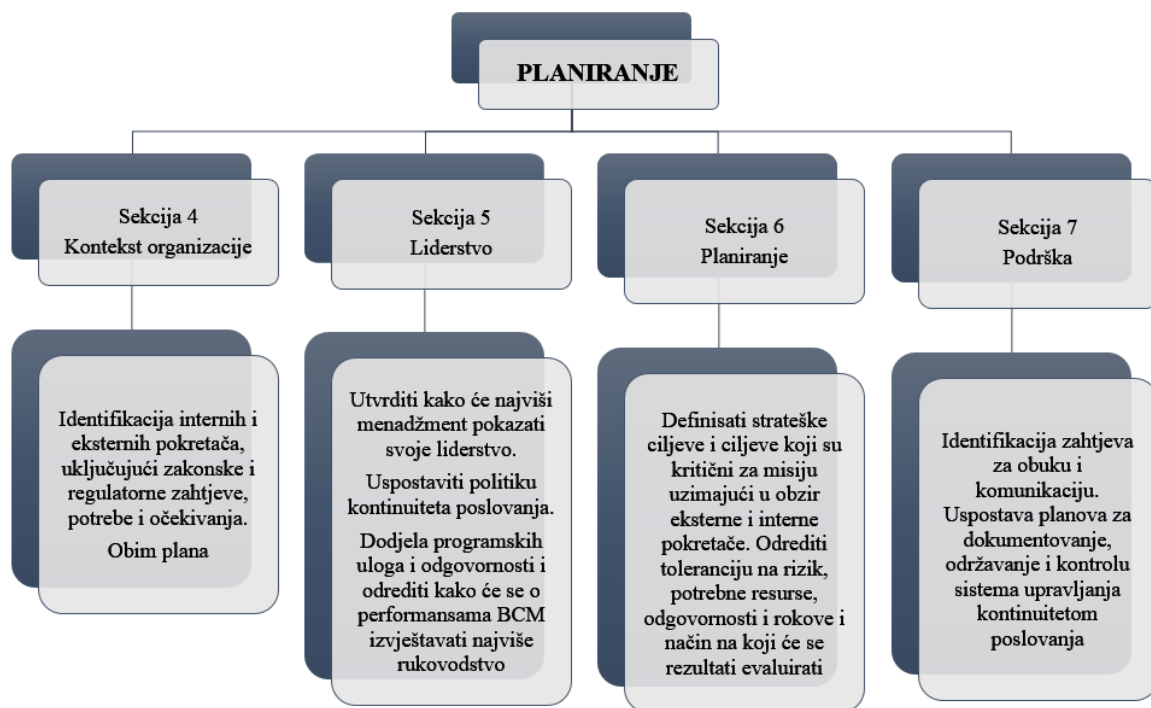 PLANIRANJE
Sekcija 4
Kontekst organizacije
Sekcija 5
Liderstvo
Sekcija 6
Planiranje
Sekcija 7
Podrška
Identifikacija internih i
eksternih pokretača,
uključujući zakonske i
regulatorne zahtjeve,
potrebe i očekivanja.
Obim plana
Utvrditi kako će najviši
menadžment pokazati
svoje liderstvo.
Uspostaviti politiku
kontinuiteta poslovanja.
Dodjela programskih
uloga i odgovornosti i
odrediti kako će se o
performansama BCM
izvještavati najviše
rukovodstvo
Definisati strateške
ciljeve i ciljeve koji su
kritični za misiju
uzimajući u obzir
eksterne i interne
pokretače. Odrediti
toleranciju na rizik,
potrebne resurse,
odgovornosti i rokove i
način na koji će se
rezultati evaluirati
Identifikacija zahtjeva
za obuku i
komunikaciju.
Uspostava planova za
dokumentovanje,
održavanje i kontrolu
sistema upravljanja
kontinuitetom
poslovanja